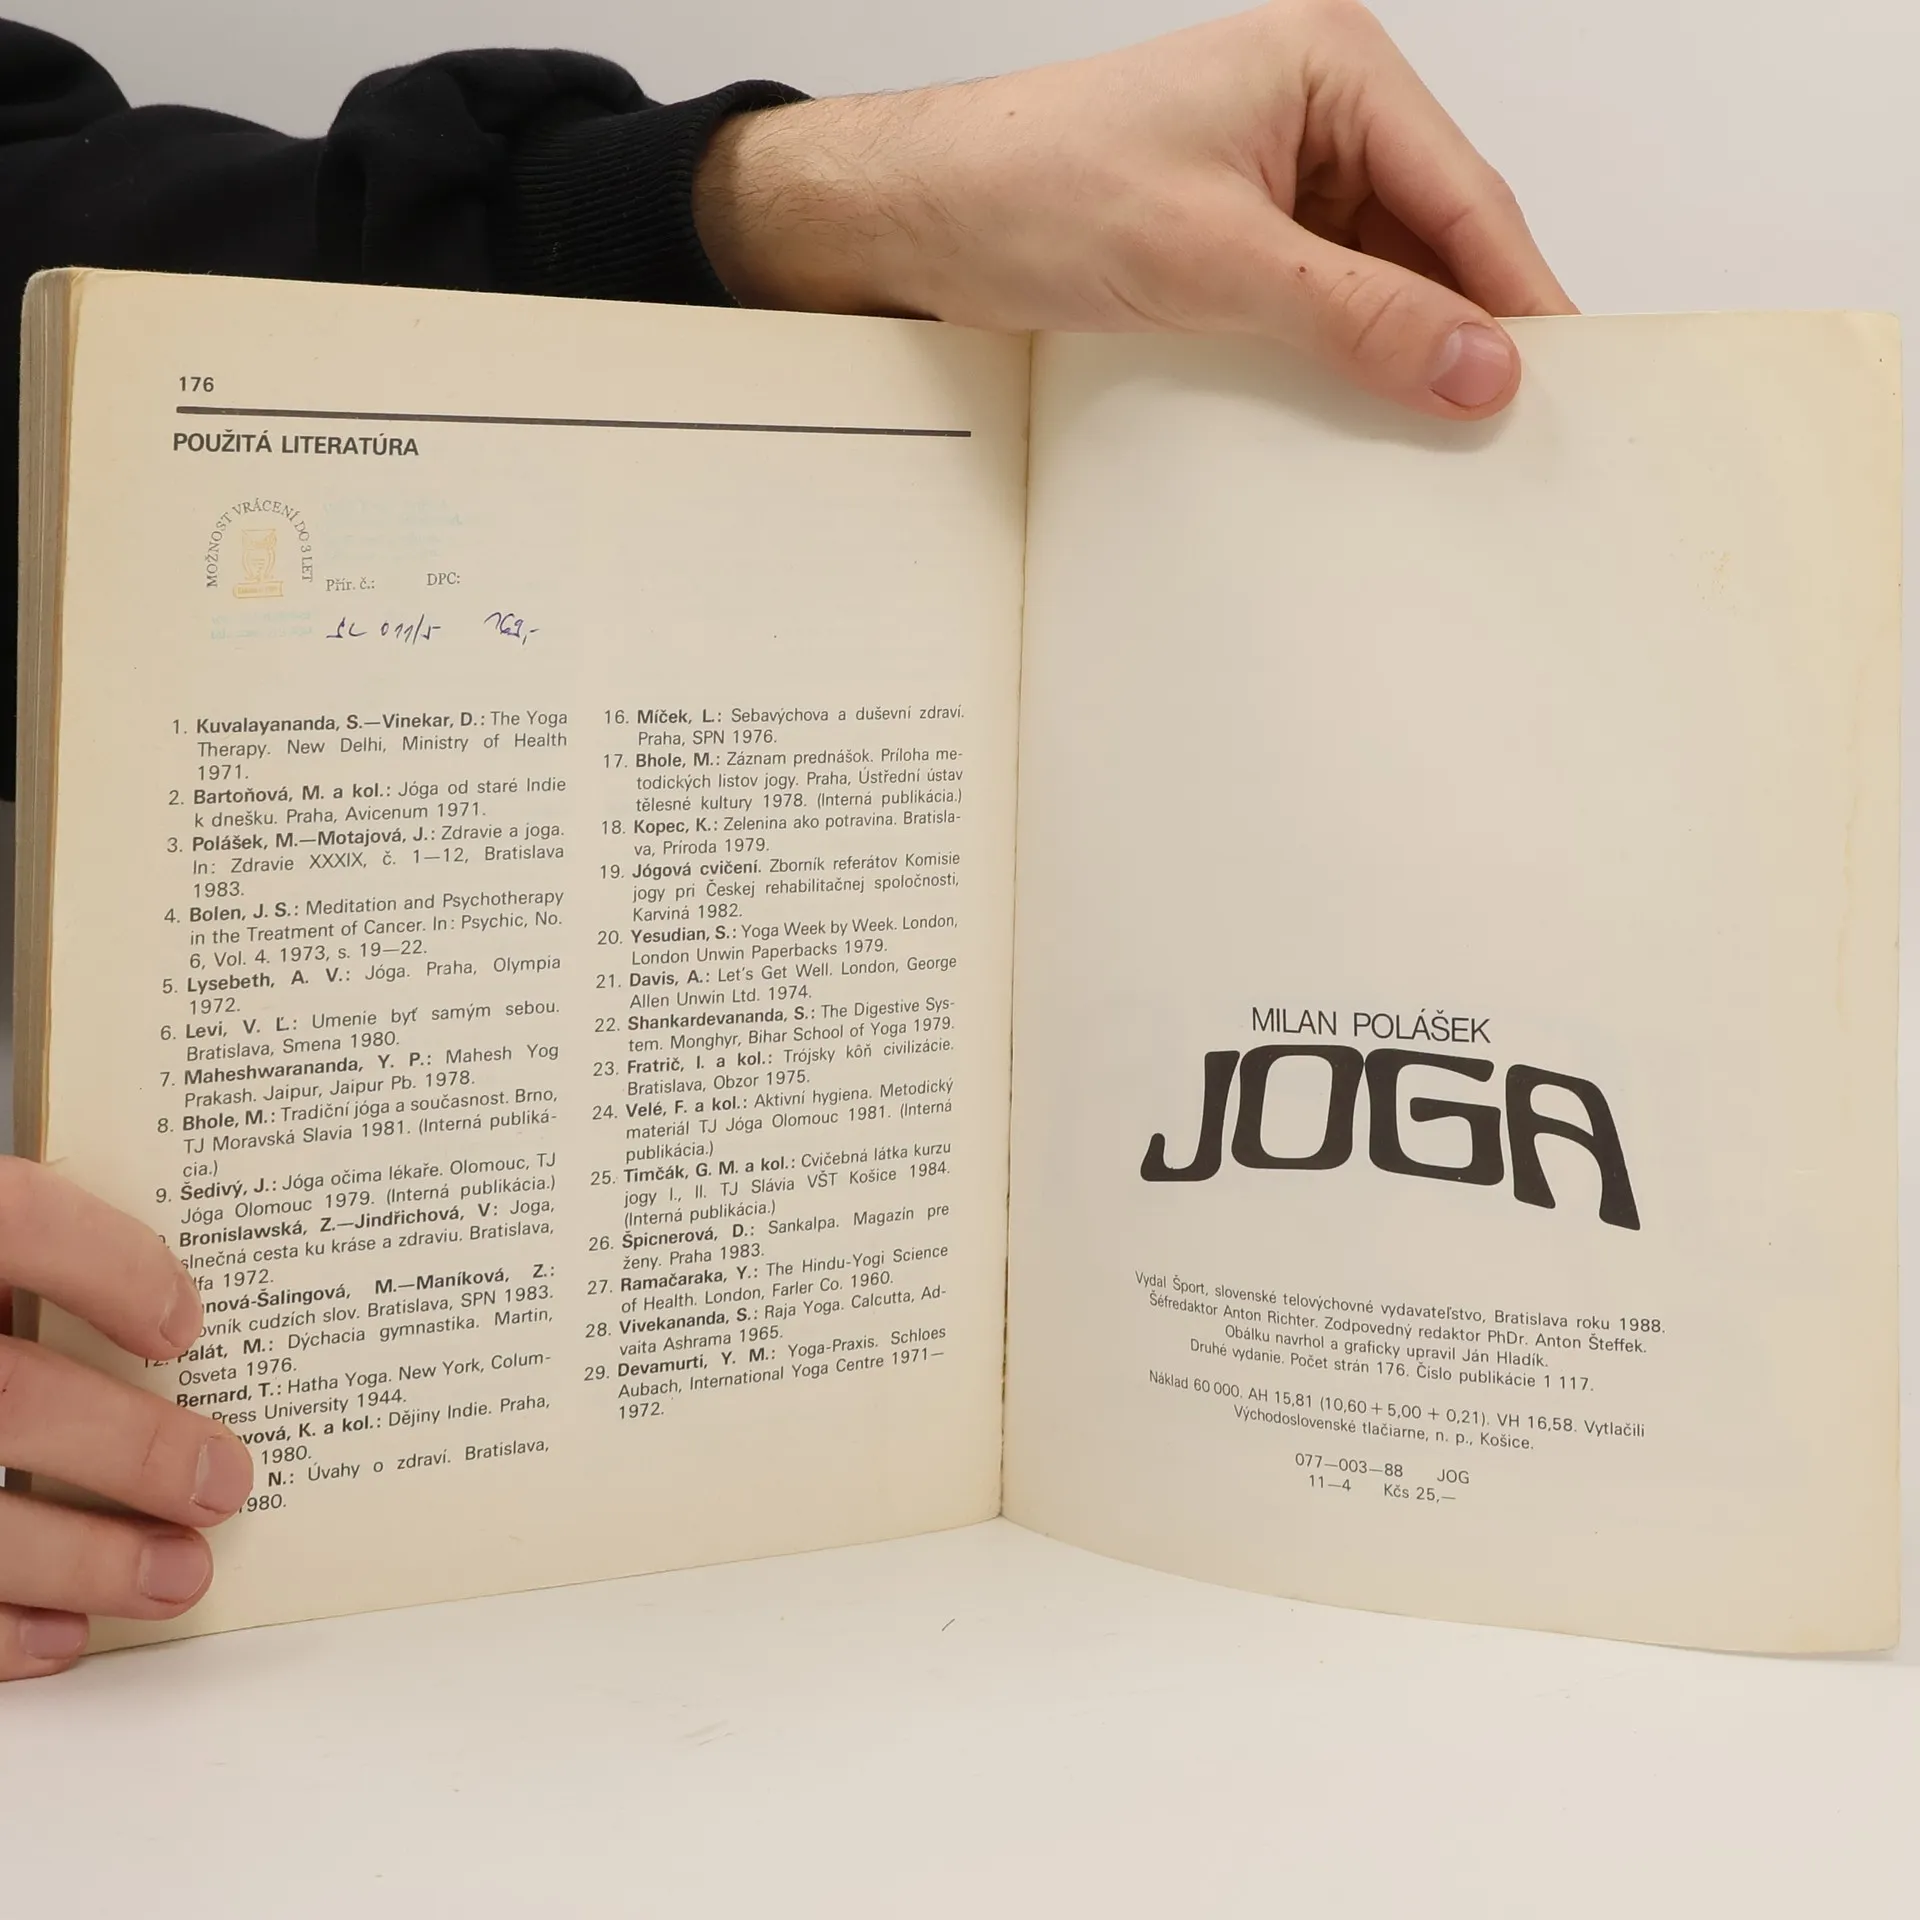 176
POUŽITÁ LITERATÚRA
MOŽNOST VRÁCENÍ DO 3 LET
Přír. č.: DPC:
SL 011/5 169,-
1. Kuvalayananda, S.—Vinekar, D.: The Yoga
Therapy. New Delhi, Ministry of Health
1971.
2. Bartoňová, M. a kol.: Jóga od staré Indie
k dnešku. Praha, Avicenum 1971.
3. Polášek, M.—Motajová, J.: Zdravie a joga.
In: Zdravie XXXIX, č. 1—12, Bratislava
1983.
4. Bolen, J. S.: Meditation and Psychotherapy
in the Treatment of Cancer. In: Psychic, No.
6, Vol. 4. 1973, s. 19—22.
5. Lysebeth, A. V.: Jóga. Praha, Olympia
1972.
6. Levi, V. Ľ.: Umenie byť samým sebou.
Bratislava, Smena 1980.
7. Maheshwarananda, Y. P.: Mahesh Yog
Prakash. Jaipur, Jaipur Pb. 1978.
8. Bhole, M.: Tradiční jóga a současnost. Brno,
TJ Moravská Slavia 1981. (Interná publiká-
cia.)
9. Šedivý, J.: Jóga očima lékaře. Olomouc, TJ
Jóga Olomouc 1979. (Interná publikácia.)
Bronislawská, Z.—Jindřichová, V: Joga,
slnečná cesta ku kráse a zdraviu. Bratislava,
lfa 1972.
nová-Šalingová, M.—Maníková, Z.:
ovník cudzích slov. Bratislava, SPN 1983.
12. Palát, M.: Dýchacia gymnastika. Martin,
Osveta 1976.
Bernard, T.: Hatha Yoga. New York, Colum-
Press University 1944.
vová, K. a kol.: Dějiny Indie. Praha,
1980.
N.: Úvahy o zdraví. Bratislava,
1980.
16. Míček, L.: Sebavýchova a duševní zdraví.
Praha, SPN 1976.
17. Bhole, M.: Záznam prednášok. Príloha me-
todických listov jogy. Praha, Ústřední ústav
tělesné kultury 1978. (Interná publikácia.)
18. Kopec, K.: Zelenina ako potravina. Bratisla-
va, Príroda 1979.
19. Jógová cvičení. Zborník referátov Komisie
jogy pri Českej rehabilitačnej spoločnosti,
Karviná 1982.
20. Yesudian, S.: Yoga Week by Week. London,
London Unwin Paperbacks 1979.
21. Davis, A.: Let's Get Well. London, George
Allen Unwin Ltd. 1974.
22. Shankardevananda, S.: The Digestive Sys-
tem. Monghyr, Bihar School of Yoga 1979.
23. Fratrič, I. a kol.: Trójsky kôň civilizácie.
Bratislava, Obzor 1975.
24. Velé, F. a kol.: Aktivní hygiena. Metodický
materiál TJ Jóga Olomouc 1981. (Interná
publikácia.)
25. Timčák, G. M. a kol.: Cvičebná látka kurzu
jogy I., II. TJ Slávia VŠT Košice 1984.
(Interná publikácia.)
26. Špicnerová, D.: Sankalpa. Magazín pre
ženy. Praha 1983.
27. Ramačaraka, Y.: The Hindu-Yogi Science
of Health. London, Farler Co. 1960.
28. Vivekananda, S.: Raja Yoga. Calcutta, Ad-
vaita Ashrama 1965.
29. Devamurti, Y. M.: Yoga-Praxis. Schloes
Aubach, International Yoga Centre 1971—
1972.
MILAN POLÁŠEK
JOGA
Vydal Šport, slovenské telovýchovné vydavateľstvo, Bratislava roku 1988.
Šéfredaktor Anton Richter. Zodpovedný redaktor PhDr. Anton Šteffek.
Obálku navrhol a graficky upravil Ján Hladík.
Druhé vydanie. Počet strán 176. Číslo publikácie 1 117.
Náklad 60 000. AH 15,81 (10,60 + 5,00 + 0,21). VH 16,58. Vytlačili
Východoslovenské tlačiarne, n. p., Košice.
077—003—88 JOG
11—4 Kčs 25,—